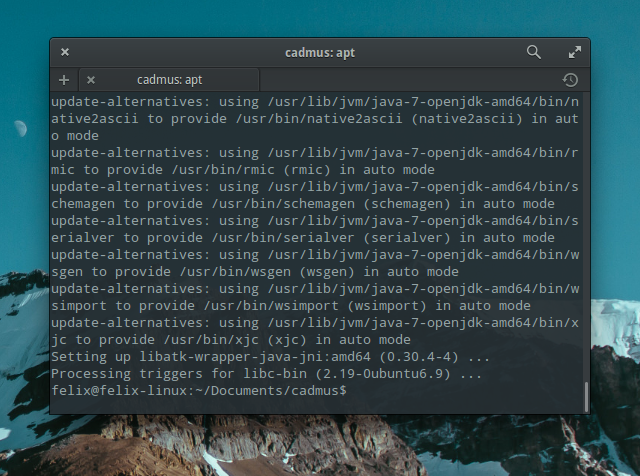 cadmus: apt
cadmus: apt
update-alternatives: using /usr/lib/jvm/java-7-openjdk-amd64/bin/n
ative2ascii to provide /usr/bin/native2ascii (native2ascii) in aut
o mode
update-alternatives: using /usr/lib/jvm/java-7-openjdk-amd64/bin/r
mic to provide /usr/bin/rmic (rmic) in auto mode
update-alternatives: using /usr/lib/jvm/java-7-openjdk-amd64/bin/s
chemagen to provide /usr/bin/schemagen (schemagen) in auto mode
update-alternatives: using /usr/lib/jvm/java-7-openjdk-amd64/bin/s
erialver to provide /usr/bin/serialver (serialver) in auto mode
update-alternatives: using /usr/lib/jvm/java-7-openjdk-amd64/bin/w
sgen to provide /usr/bin/wsgen (wsgen) in auto mode
update-alternatives: using /usr/lib/jvm/java-7-openjdk-amd64/bin/w
simport to provide /usr/bin/wsimport (wsimport) in auto mode
update-alternatives: using /usr/lib/jvm/java-7-openjdk-amd64/bin/x
jc to provide /usr/bin/xjc (xjc) in auto mode
Setting up libatk-wrapper-java-jni:amd64 (0.30.4-4) ...
Processing triggers for libc-bin (2.19-0ubuntu6.9) ...
felix@felix-linux:~/Documents/cadmus$